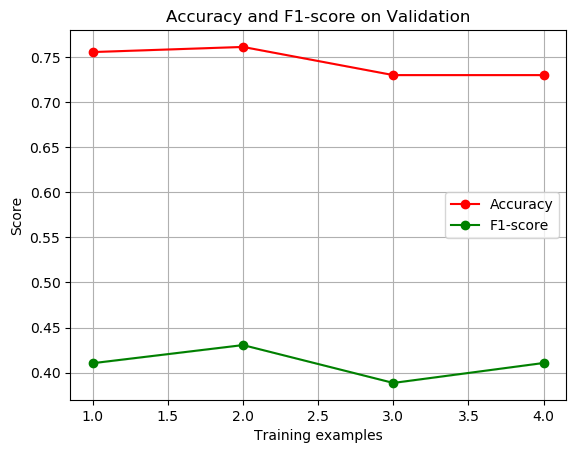 Accuracy and F1-score on Validation
0.75
0.70
0.65
0.60
0.55
0.50
0.45
0.40
Score
Accuracy
F1-score
1.0 1.5 2.0 2.5 3.0 3.5 4.0
Training examples